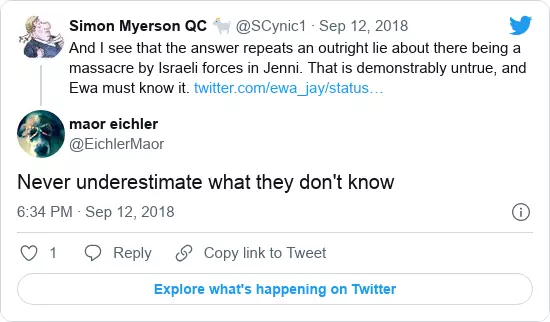 Simon Myerson QC 🐐 @SCynic1 · Sep 12, 2018
And I see that the answer repeats an outright lie about there being a
massacre by Israeli forces in Jenni. That is demonstrably untrue, and
Ewa must know it. twitter.com/ewa_jay/status…
maor eichler
@EichlerMaor
Never underestimate what they don't know
6:34 PM · Sep 12, 2018
1 Reply Copy link to Tweet
Explore what's happening on Twitter